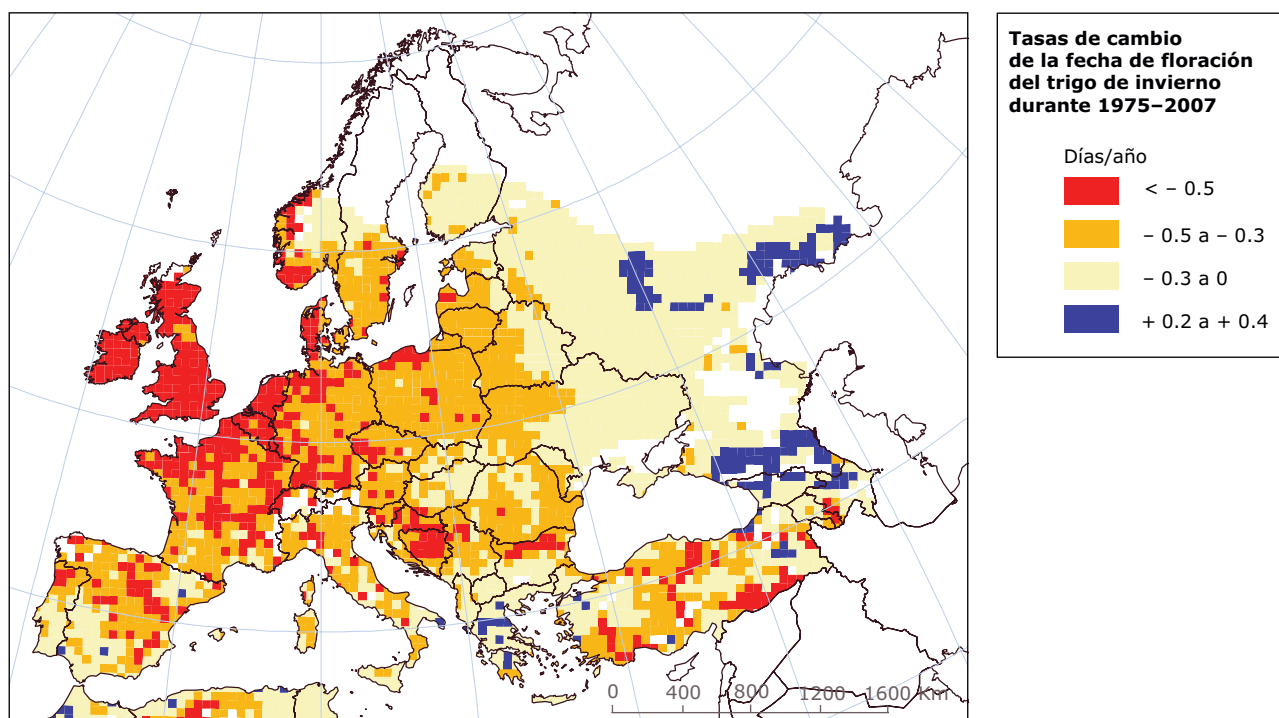 Tasas de cambio
de la fecha de floración
del trigo de invierno
durante 1975–2007
Días/año
< – 0.5
– 0.5 a – 0.3
– 0.3 a 0
+ 0.2 a + 0.4
0 400 800 1200 1600 Km